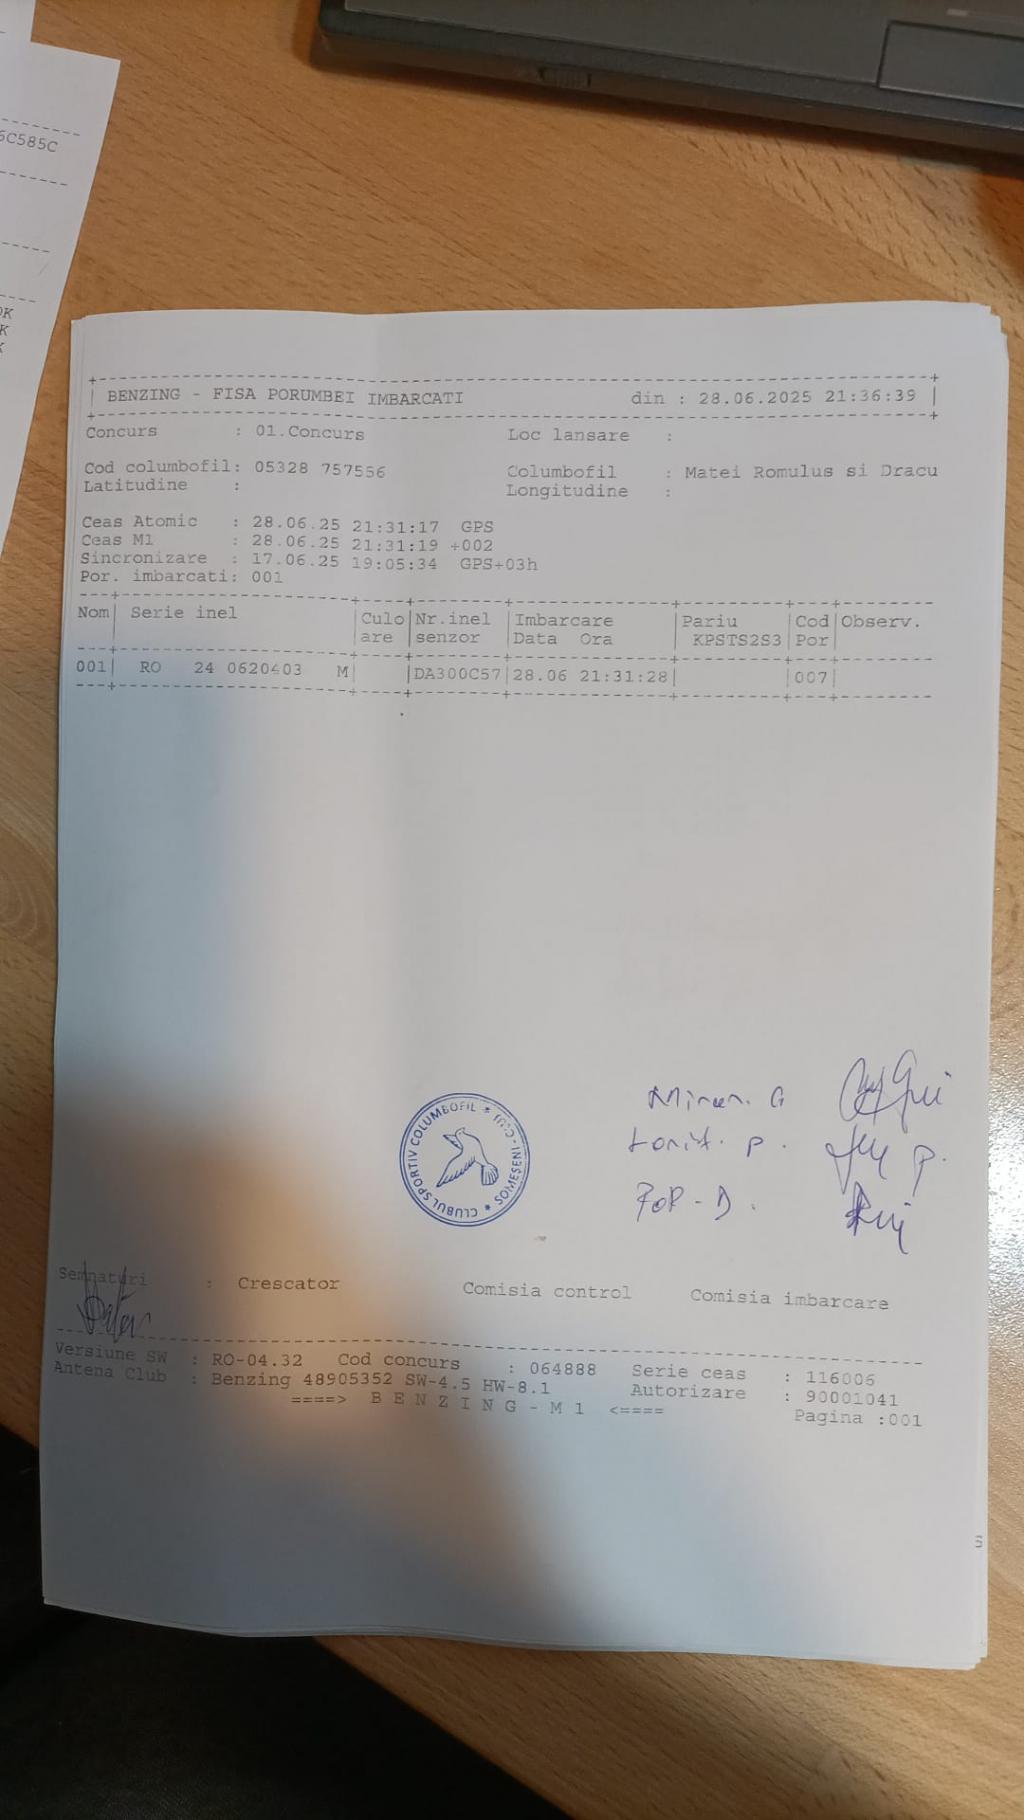 6C585C
OK
K
K
BENZING - FISA PORUMBEI IMBARCATI din : 28.06.2025 21:36:39
Concurs : 01.Concurs Loc lansare :
Cod columbofil: 05328 757556 Columbofil : Matei Romulus si Dracu
Latitudine : Longitudine :
Ceas Atomic : 28.06.25 21:31:17 GPS
Ceas M1 : 28.06.25 21:31:19 +002
Sincronizare : 17.06.25 19:05:34 GPS+03h
Por. imbarcati: 001
Nom| Serie inel |Culo|Nr.inel |Imbarcare |Pariu |Cod|Observ.
|are |senzor |Data Ora | KPSTS2S3|Por|
001| RO 24 0620403 M| |DA300C57|28.06 21:31:28| |007|
CLUBUL SPORTIV COLUMBOFIL * SOMESENI *
P.
P.
Semnaturi : Crescator Comisia control Comisia imbarcare
Versiune SW : RO-04.32 Cod concurs : 064888 Serie ceas : 116006
Antena Club : Benzing 48905352 SW-4.5 HW-8.1 Autorizare : 90001041
====> B E N Z I N G - M 1 <==== Pagina :001